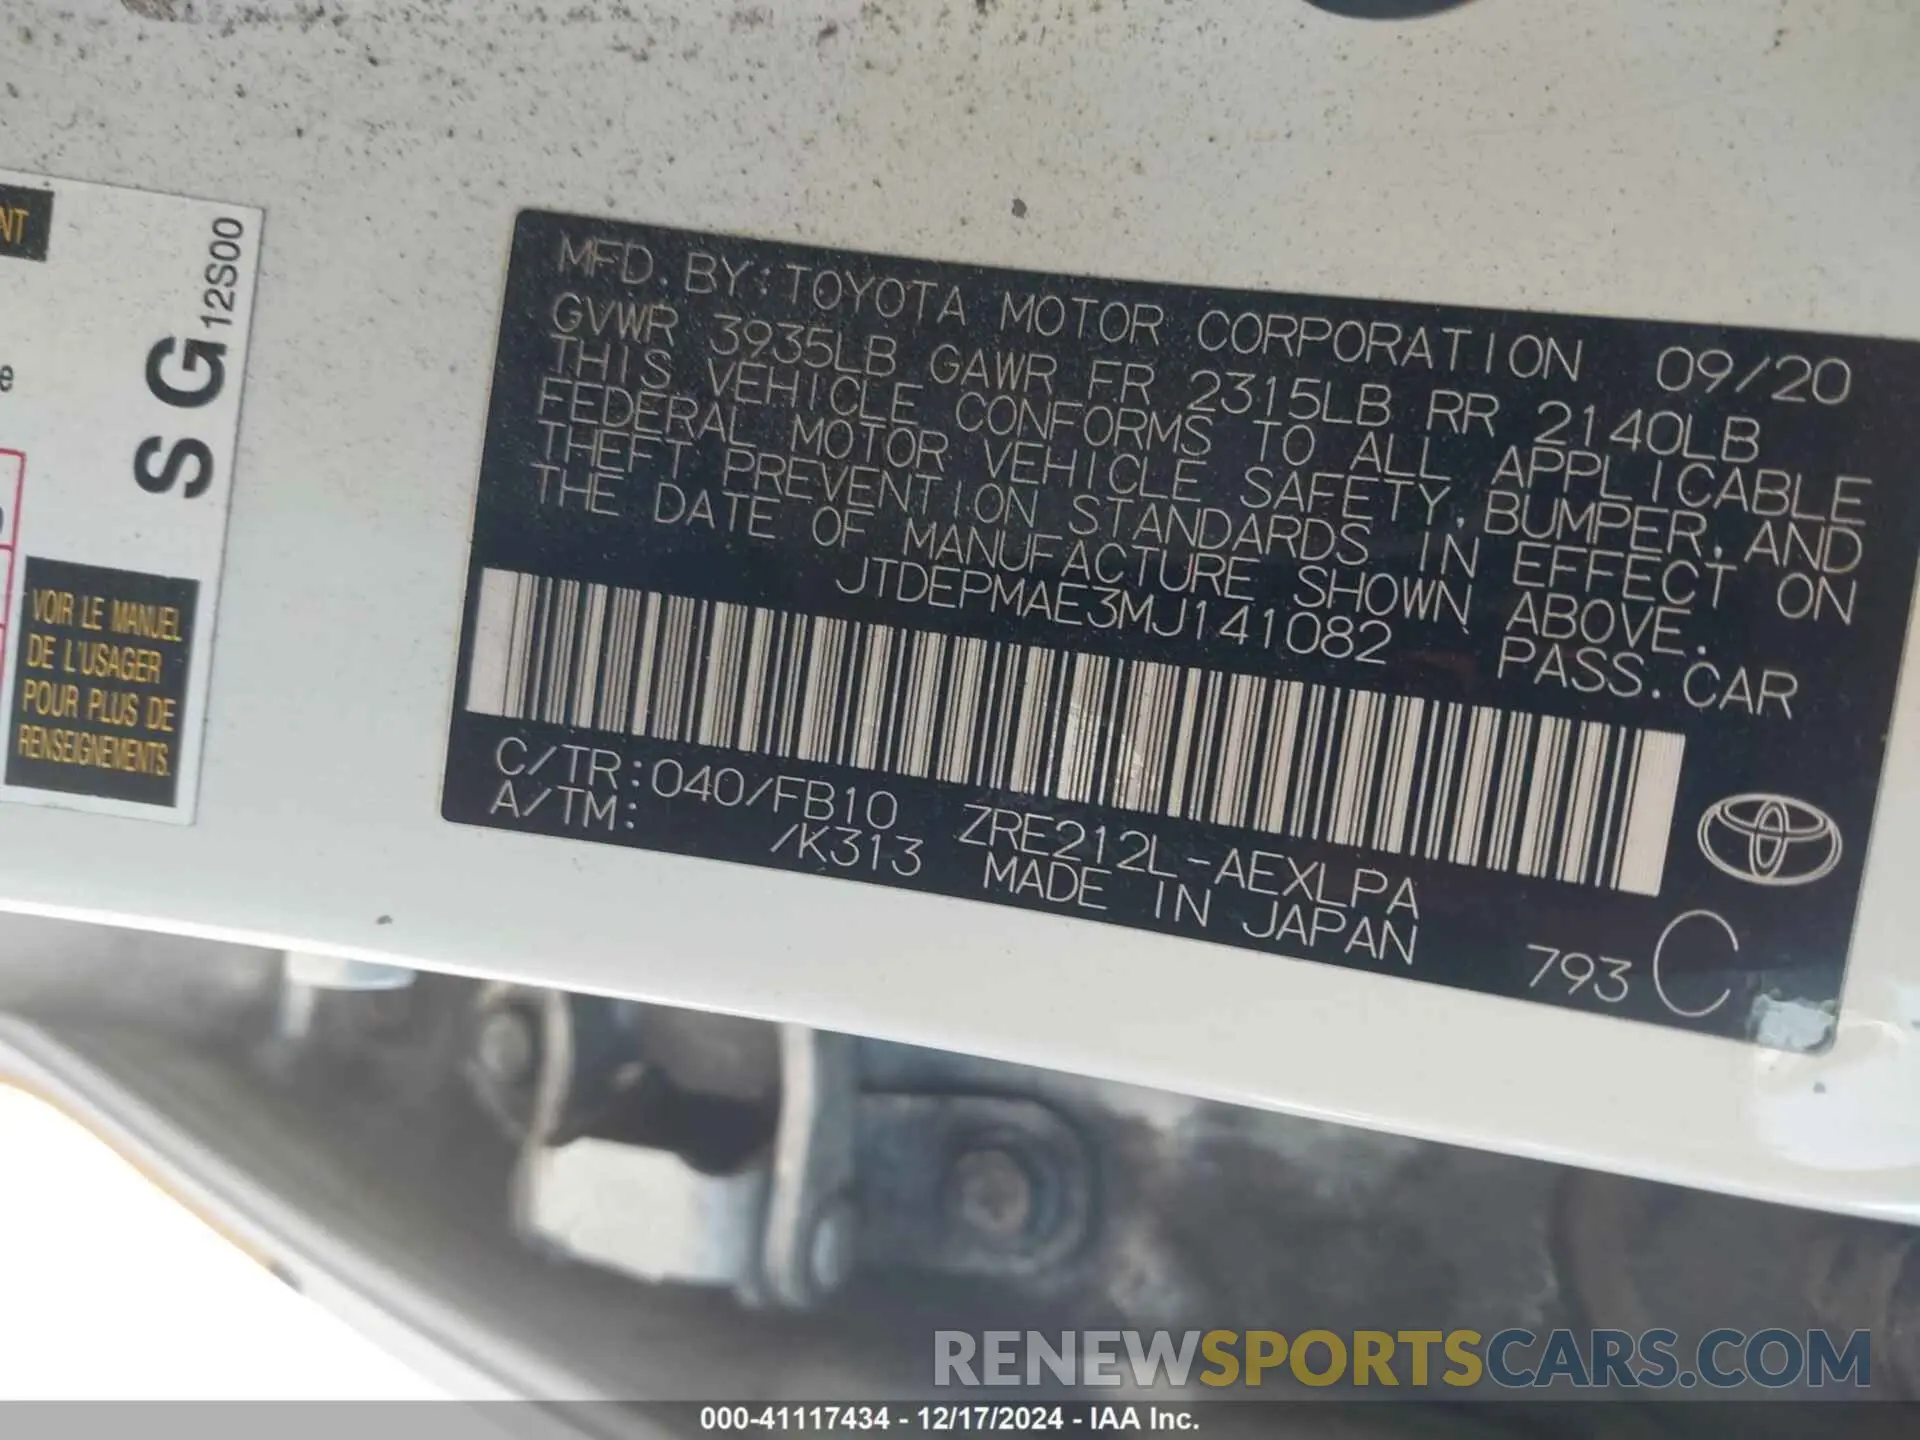 NT
SG12S00
e
VOIR LE MANUEL
DE L'USAGER
POUR PLUS DE
RENSEIGNEMENTS.
MFD. BY: TOYOTA MOTOR CORPORATION 09/20
GVWR 3935LB GAWR FR 2315LB RR 2140LB
THIS VEHICLE CONFORMS TO ALL APPLICABLE
FEDERAL MOTOR VEHICLE SAFETY, BUMPER, AND
THEFT PREVENTION STANDARDS IN EFFECT ON
THE DATE OF MANUFACTURE SHOWN ABOVE.
JTDEPMAE3MJ141082 PASS. CAR
C/TR:040/FB10 ZRE212L-AEXLPA
A/TM: /K313 MADE IN JAPAN 793 C
RENEWSPORTSCARS.COM
000-41117434 - 12/17/2024 - IAA Inc.